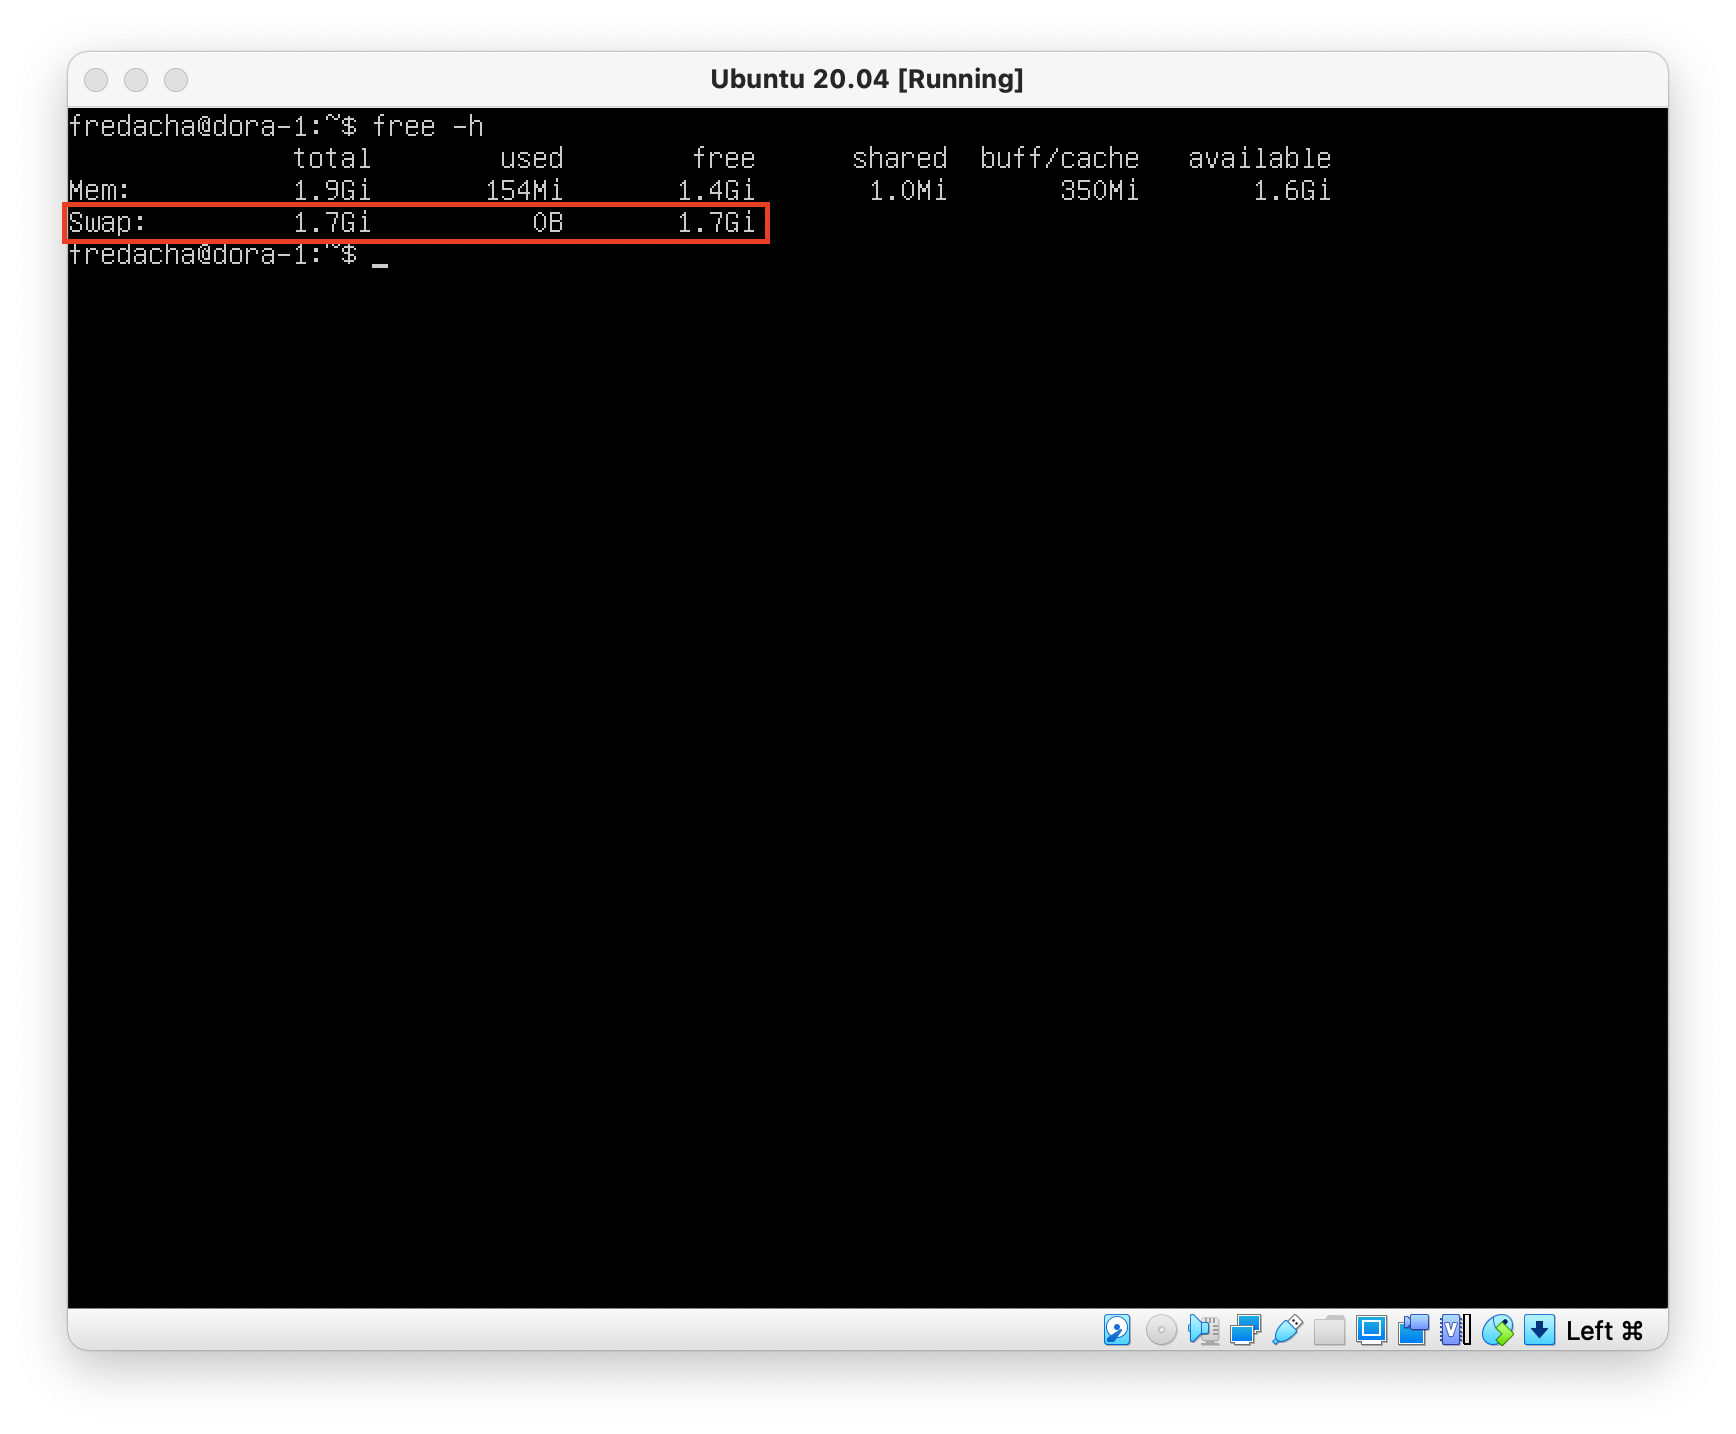 Ubuntu 20.04 [Running]
fredacha@dora-1:~$ free -h
total used free shared buff/cache available
Mem: 1.9Gi 154Mi 1.4Gi 1.0Mi 350Mi 1.6Gi
Swap: 1.7Gi 0B 1.7Gi
fredacha@dora-1:~$ _
Left ⌘